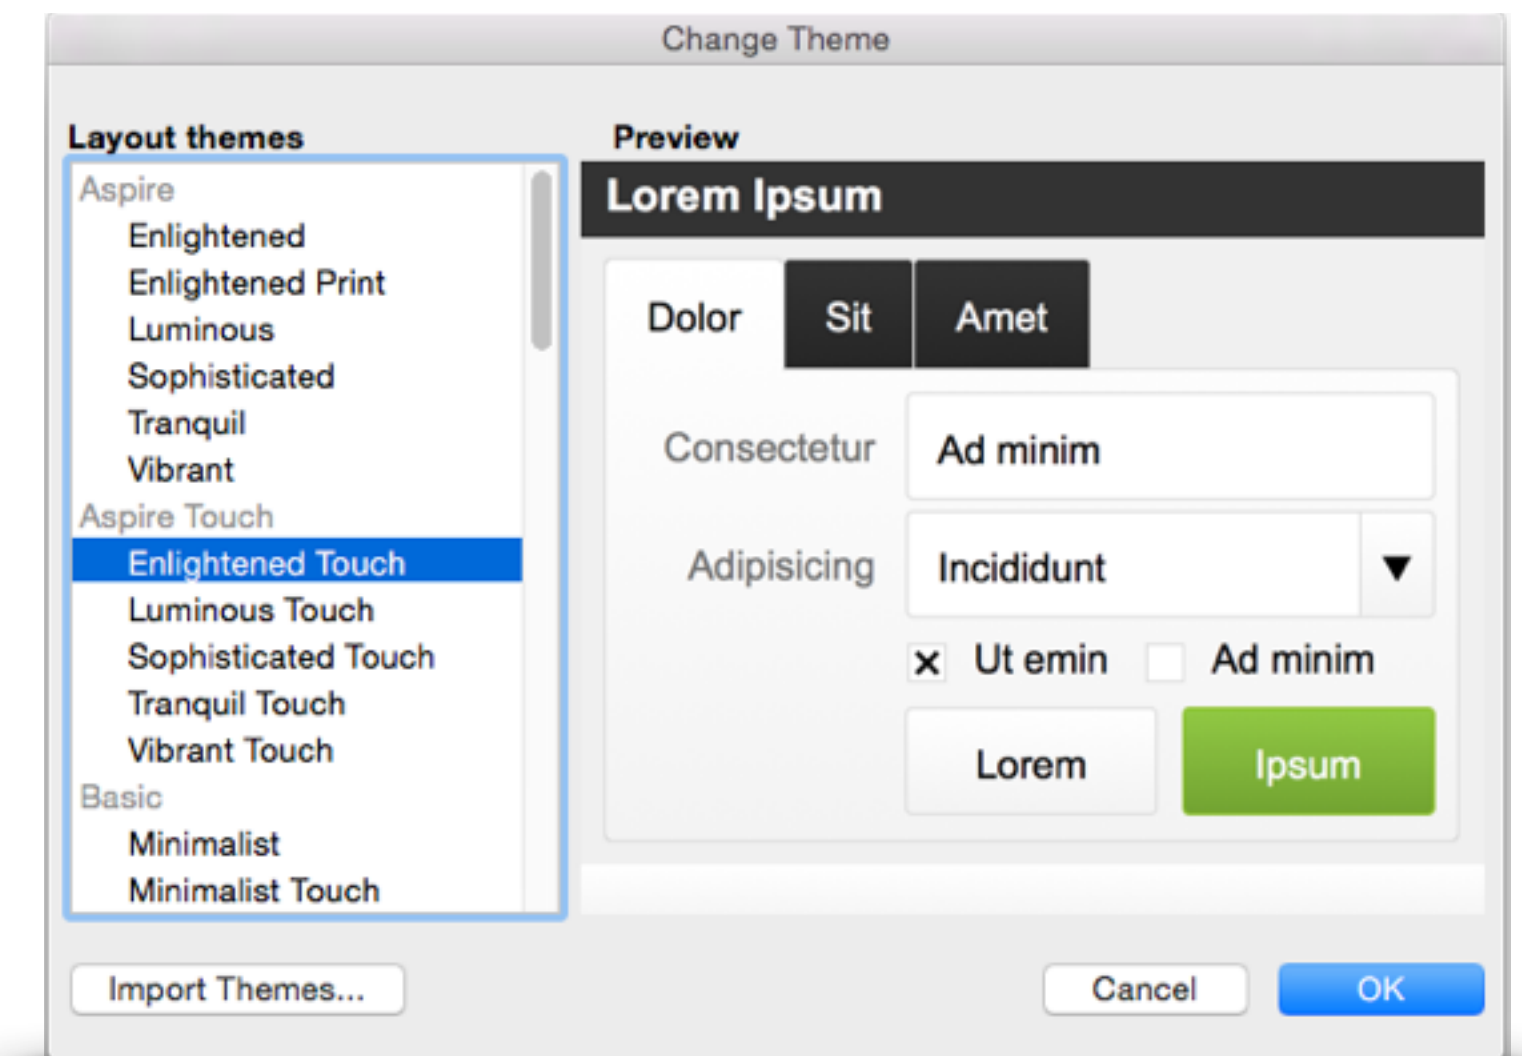 Change Theme
Layout themes
Aspire
Enlightened
Enlightened Print
Luminous
Sophisticated
Tranquil
Vibrant
Aspire Touch
Enlightened Touch
Luminous Touch
Sophisticated Touch
Tranquil Touch
Vibrant Touch
Basic
Minimalist
Minimalist Touch
Import Themes...
Preview
Lorem Ipsum
Dolor Sit Amet
Consectetur Ad minim
Adipisicing Incididunt
Ut emin Ad minim
Lorem Ipsum
Cancel OK